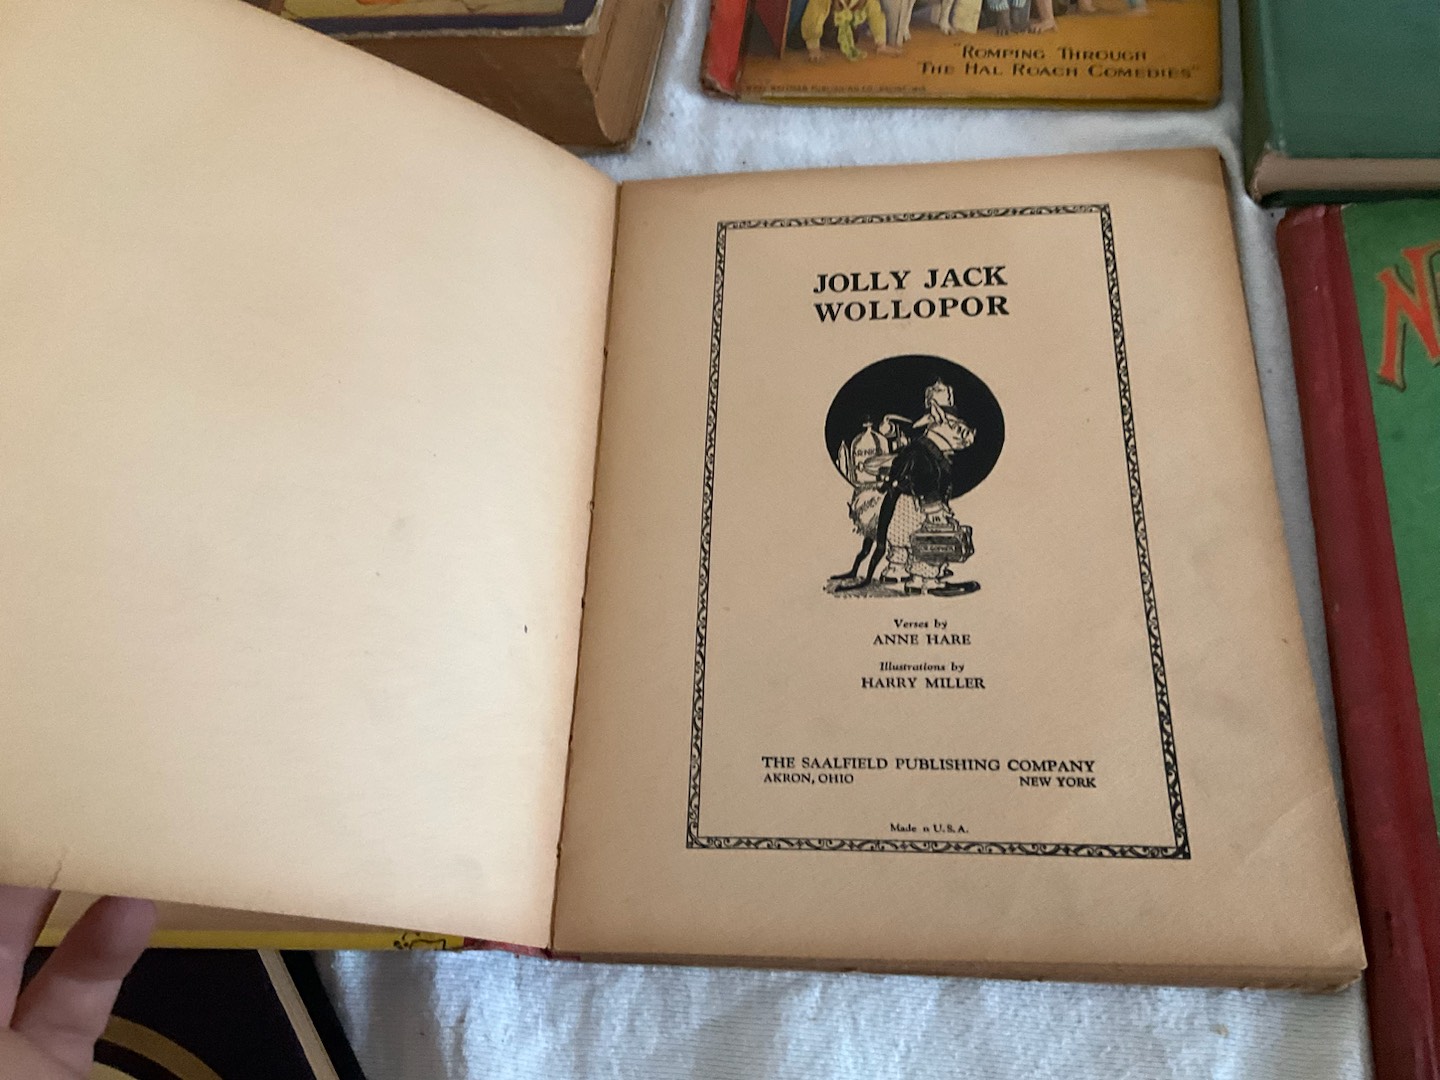 "ROMPING THROUGH
THE HAL ROACH COMEDIES"
JOLLY JACK
WOLLOPOR
Verses by
ANNE HARE
Illustrations by
HARRY MILLER
THE SAALFIELD PUBLISHING COMPANY
AKRON, OHIO NEW YORK
Made n U.S.A.
N